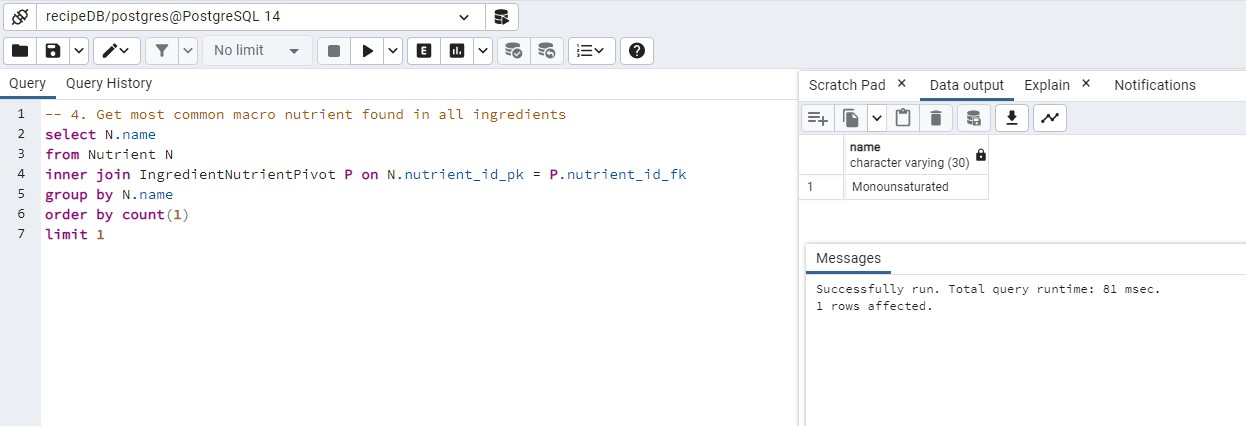 recipeDB/postgres@PostgreSQL 14
No limit
E
Query Query History
1 -- 4. Get most common macro nutrient found in all ingredients
2 select N.name
3 from Nutrient N
4 inner join IngredientNutrientPivot P on N.nutrient_id_pk = P.nutrient_id_fk
5 group by N.name
6 order by count(1)
7 limit 1
Scratch Pad Data output Explain Notifications
name
character varying (30)
1 Monounsaturated
Messages
Successfully run. Total query runtime: 81 msec.
1 rows affected.